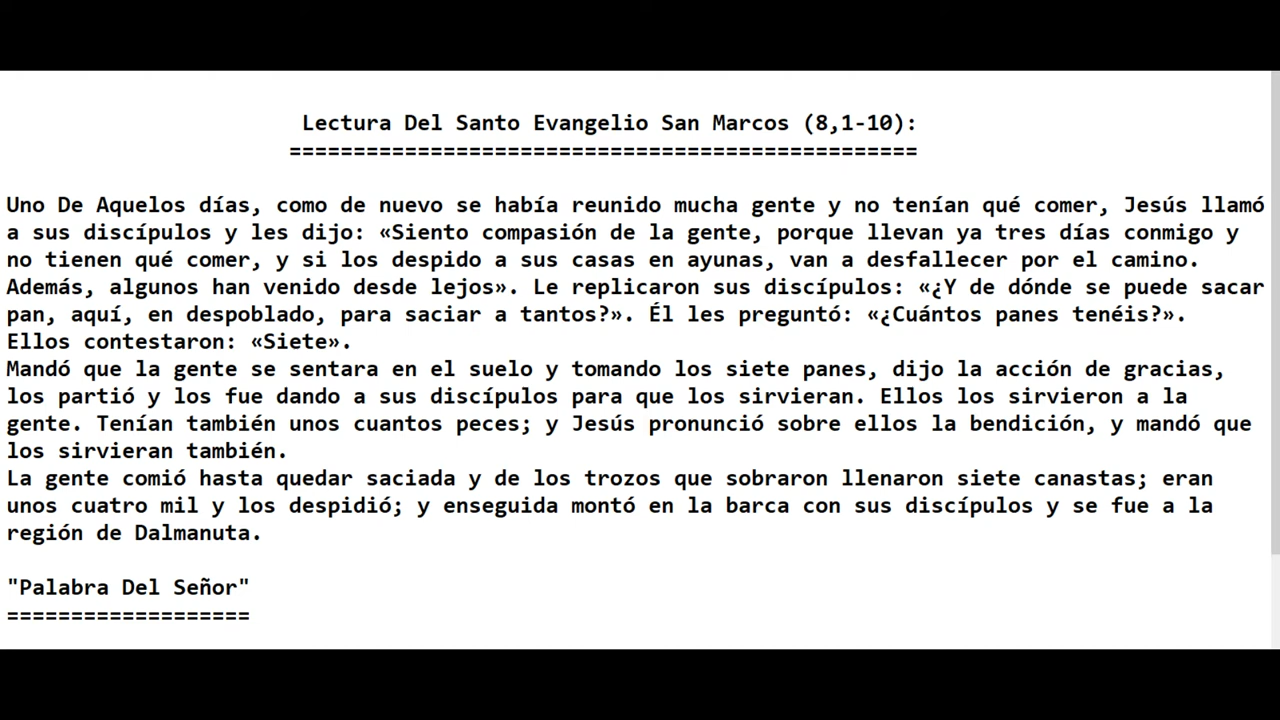 Lectura Del Santo Evangelio San Marcos (8,1-10):
=================================================
Uno De Aquelos días, como de nuevo se había reunido mucha gente y no tenían qué comer, Jesús llamó
a sus discípulos y les dijo: «Siento compasión de la gente, porque llevan ya tres días conmigo y
no tienen qué comer, y si los despido a sus casas en ayunas, van a desfallecer por el camino.
Además, algunos han venido desde lejos». Le replicaron sus discípulos: «¿Y de dónde se puede sacar
pan, aquí, en despoblado, para saciar a tantos?». Él les preguntó: «¿Cuántos panes tenéis?».
Ellos contestaron: «Siete».
Mandó que la gente se sentara en el suelo y tomando los siete panes, dijo la acción de gracias,
los partió y los fue dando a sus discípulos para que los sirvieran. Ellos los sirvieron a la
gente. Tenían también unos cuantos peces; y Jesús pronunció sobre ellos la bendición, y mandó que
los sirvieran también.
La gente comió hasta quedar saciada y de los trozos que sobraron llenaron siete canastas; eran
unos cuatro mil y los despidió; y enseguida montó en la barca con sus discípulos y se fue a la
región de Dalmanuta.
"Palabra Del Señor"
===================